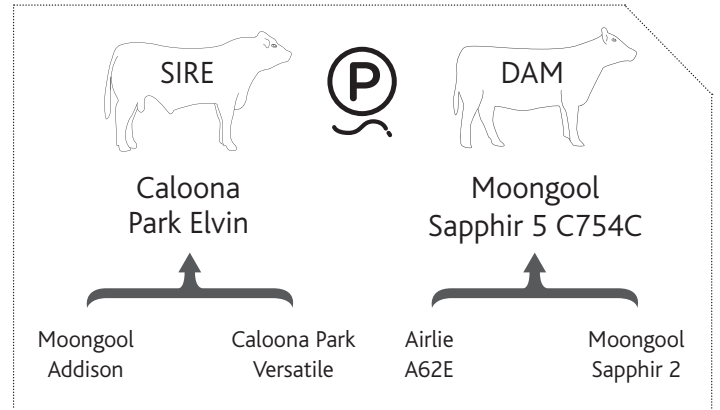 SIRE
P
DAM
Caloona
Park Elvin
Moongool
Sapphir 5 C754C
Moongool
Addison
Caloona Park
Versatile
Airlie
A62E
Moongool
Sapphir 2